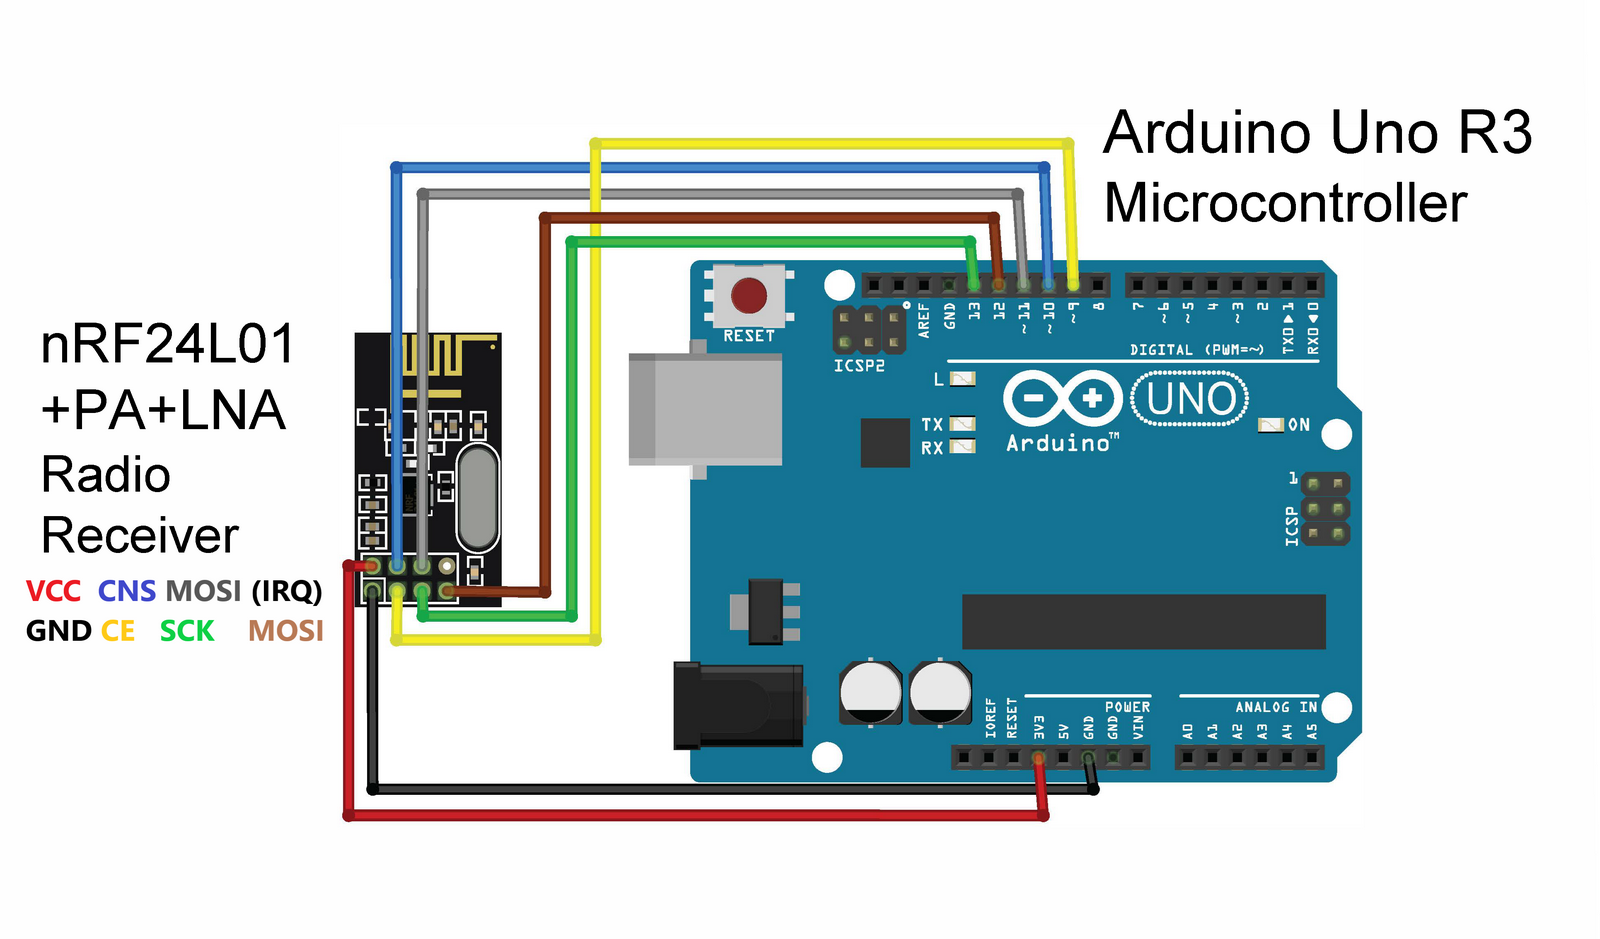 Arduino Uno R3
Microcontroller
nRF24L01
+PA+LNA
Radio
Receiver
VCC CNS MOSI (IRQ)
GND CE SCK MOSI
RESET
ICSP2
AREF
GND
13
12
~11
~10
~9
8
7
~6
~5
4
~3
2
TX0▶1
RX0◀0
DIGITAL (PWM=~)
L
TX
RX
Arduino™
UNO
ON
1
ICSP
IOREF
RESET
3V3
5V
GND
GND
VIN
POWER
ANALOG IN
A0
A1
A2
A3
A4
A5